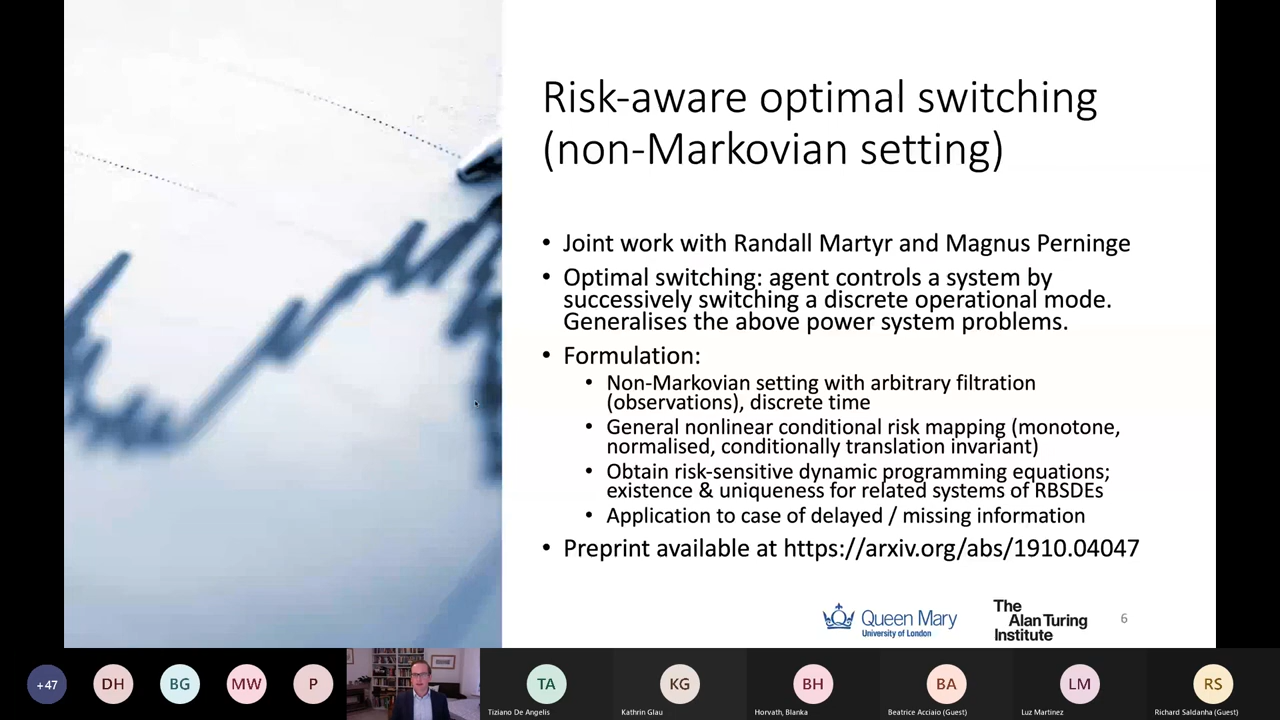 Risk-aware optimal switching
(non-Markovian setting)
• Joint work with Randall Martyr and Magnus Perninge
• Optimal switching: agent controls a system by
successively switching a discrete operational mode.
Generalises the above power system problems.
• Formulation:
• Non-Markovian setting with arbitrary filtration
(observations), discrete time
• General nonlinear conditional risk mapping (monotone,
normalised, conditionally translation invariant)
• Obtain risk-sensitive dynamic programming equations;
existence & uniqueness for related systems of RBSDEs
• Application to case of delayed / missing information
• Preprint available at https://arxiv.org/abs/1910.04047
Queen Mary
University of London
The
Alan Turing
Institute
6
+47
DH
BG
MW
P
TA
KG
BH
BA
LM
RS
Tiziano De Angelis
Kathrin Glau
Horvath, Blanka
Beatrice Acciaio (Guest)
Luz Martinez
Richard Saldanha (Guest)